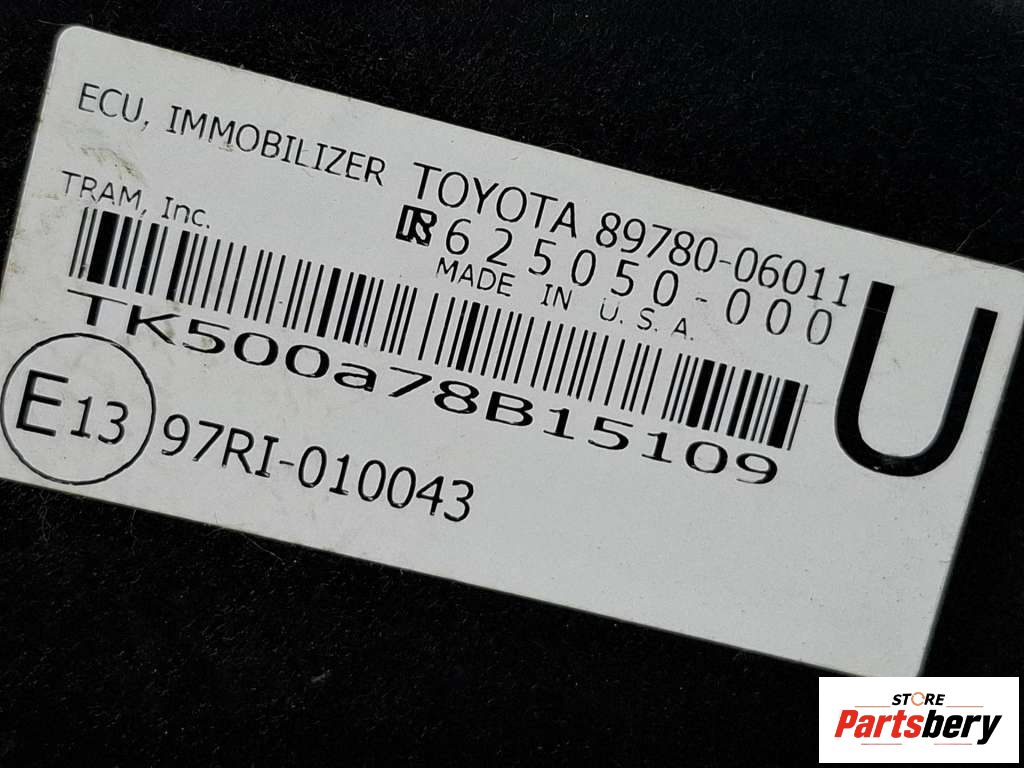 ECU, IMMOBILIZER TOYOTA 89780-06011
TRAM, Inc. 625050-000
MADE IN U.S.A.
U
TK500a78B15109
E13 97RI-010043
STORE
Partsbery